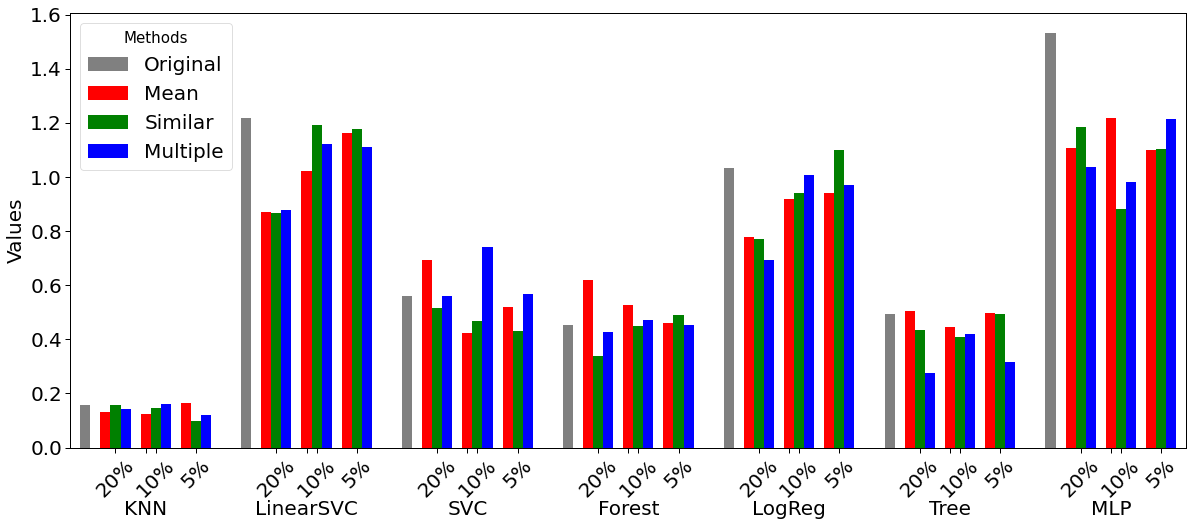 Values
1.6
1.4
1.2
1.0
0.8
0.6
0.4
0.2
0.0
Methods
Original
Mean
Similar
Multiple
20% 10% 5% 20% 10% 5% 20% 10% 5% 20% 10% 5% 20% 10% 5% 20% 10% 5% 20% 10% 5%
KNN LinearSVC SVC Forest LogReg Tree MLP